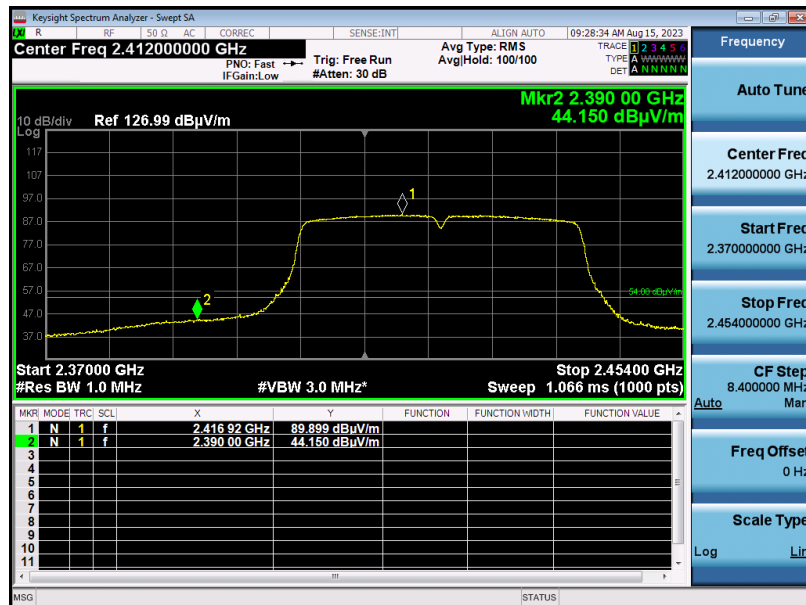 Keysight Spectrum Analyzer - Swept SA
LXI R RF 50 Ω AC CORREC SENSE:INT ALIGN AUTO 09:28:34 AM Aug 15, 2023
Center Freq 2.412000000 GHz
PNO: Fast
IFGain:Low
Trig: Free Run
#Atten: 30 dB
Avg Type: RMS
Avg|Hold: 100/100
TRACE 1 2 3 4 5 6
TYPE A WWWWW
DET A N N N N N
Mkr2 2.390 00 GHz
44.150 dBµV/m
10 dB/div Ref 126.99 dBµV/m
Log
117
107
97.0
87.0
77.0
67.0
57.0
47.0
37.0
1
2
54.00 dBµV/m
Start 2.37000 GHz Stop 2.45400 GHz
#Res BW 1.0 MHz #VBW 3.0 MHz* Sweep 1.066 ms (1000 pts)
MKR MODE TRC SCL X Y FUNCTION FUNCTION WIDTH FUNCTION VALUE
1 N 1 f 2.416 92 GHz 89.899 dBµV/m
2 N 1 f 2.390 00 GHz 44.150 dBµV/m
3
4
5
6
7
8
9
10
11
MSG STATUS
Frequency
Auto Tune
Center Freq
2.412000000 GHz
Start Freq
2.370000000 GHz
Stop Freq
2.454000000 GHz
CF Step
8.400000 MHz
Auto Man
Freq Offset
0 Hz
Scale Type
Log Lin